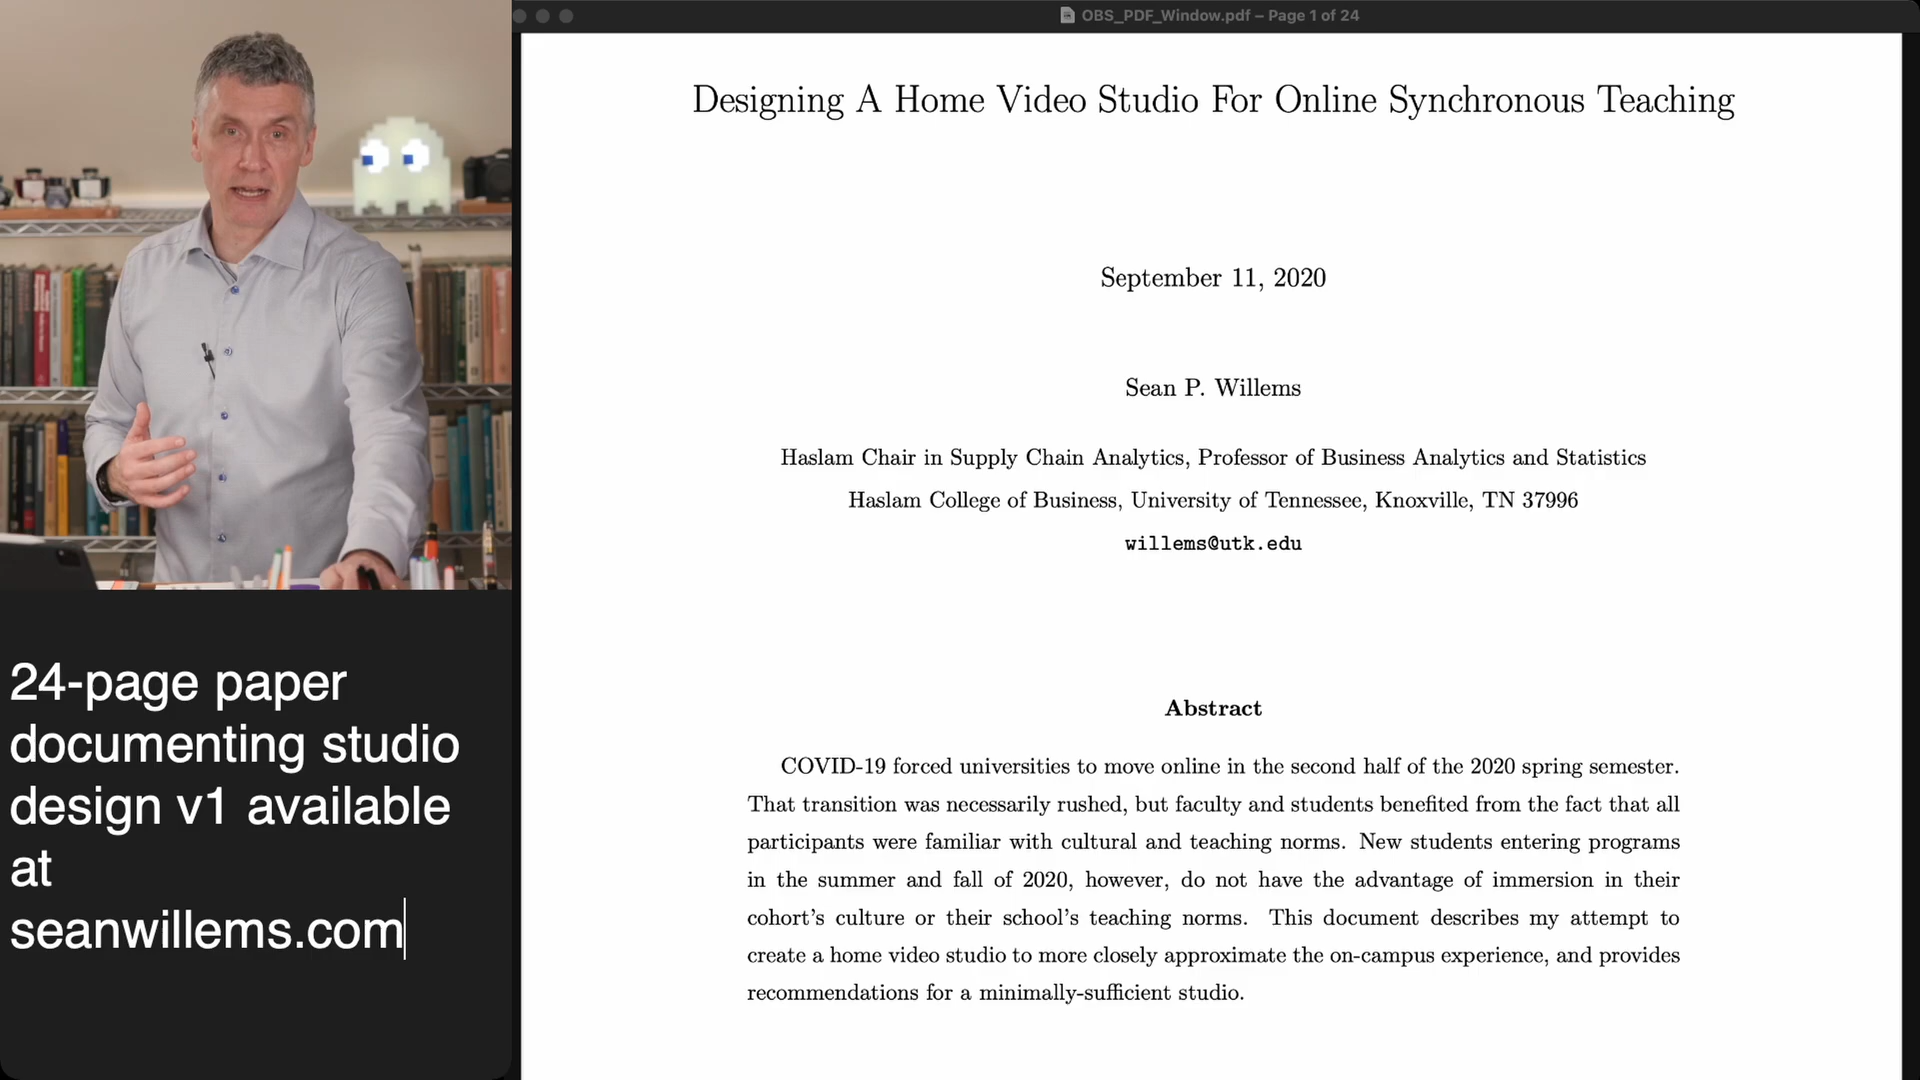 OBS_PDF_Window.pdf – Page 1 of 24
Designing A Home Video Studio For Online Synchronous Teaching
September 11, 2020
Sean P. Willems
Haslam Chair in Supply Chain Analytics, Professor of Business Analytics and Statistics
Haslam College of Business, University of Tennessee, Knoxville, TN 37996
willems@utk.edu
Abstract
COVID-19 forced universities to move online in the second half of the 2020 spring semester.
That transition was necessarily rushed, but faculty and students benefited from the fact that all
participants were familiar with cultural and teaching norms. New students entering programs
in the summer and fall of 2020, however, do not have the advantage of immersion in their
cohort's culture or their school's teaching norms. This document describes my attempt to
create a home video studio to more closely approximate the on-campus experience, and provides
recommendations for a minimally-sufficient studio.
24-page paper
documenting studio
design v1 available
at
seanwillems.com